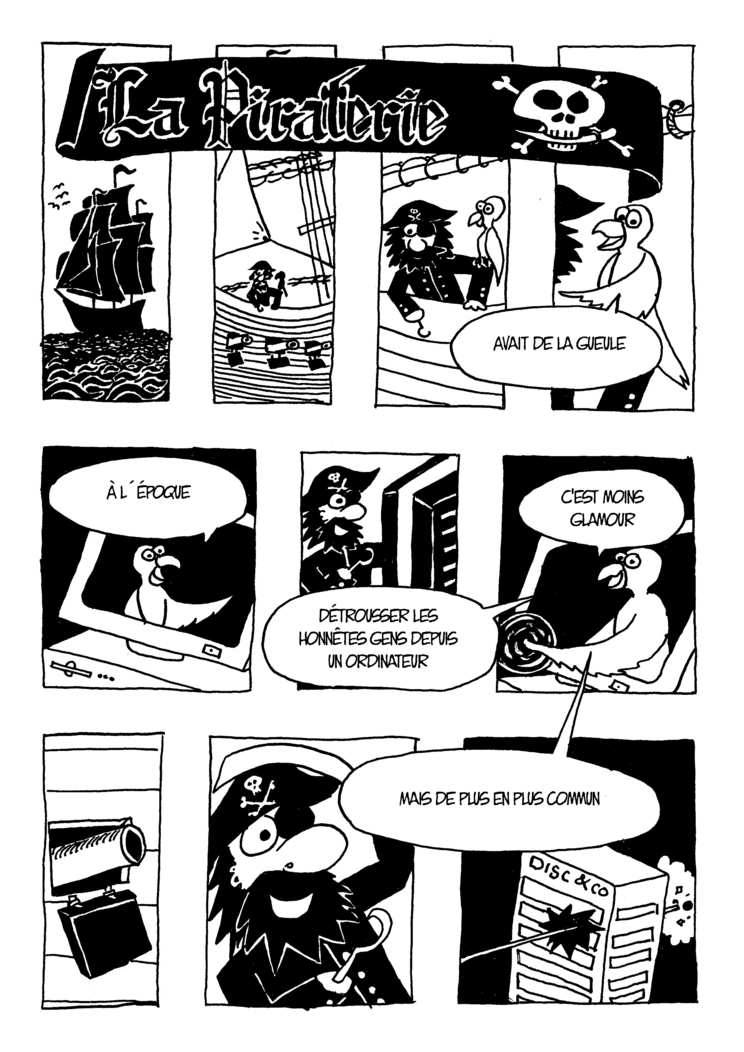 La Piraterie
AVAIT DE LA GUEULE
À L´ÉPOQUE
C'EST MOINS
GLAMOUR
DÉTROUSSER LES
HONNÊTES GENS DEPUIS
UN ORDINATEUR
MAIS DE PLUS EN PLUS COMMUN
DISC & CO